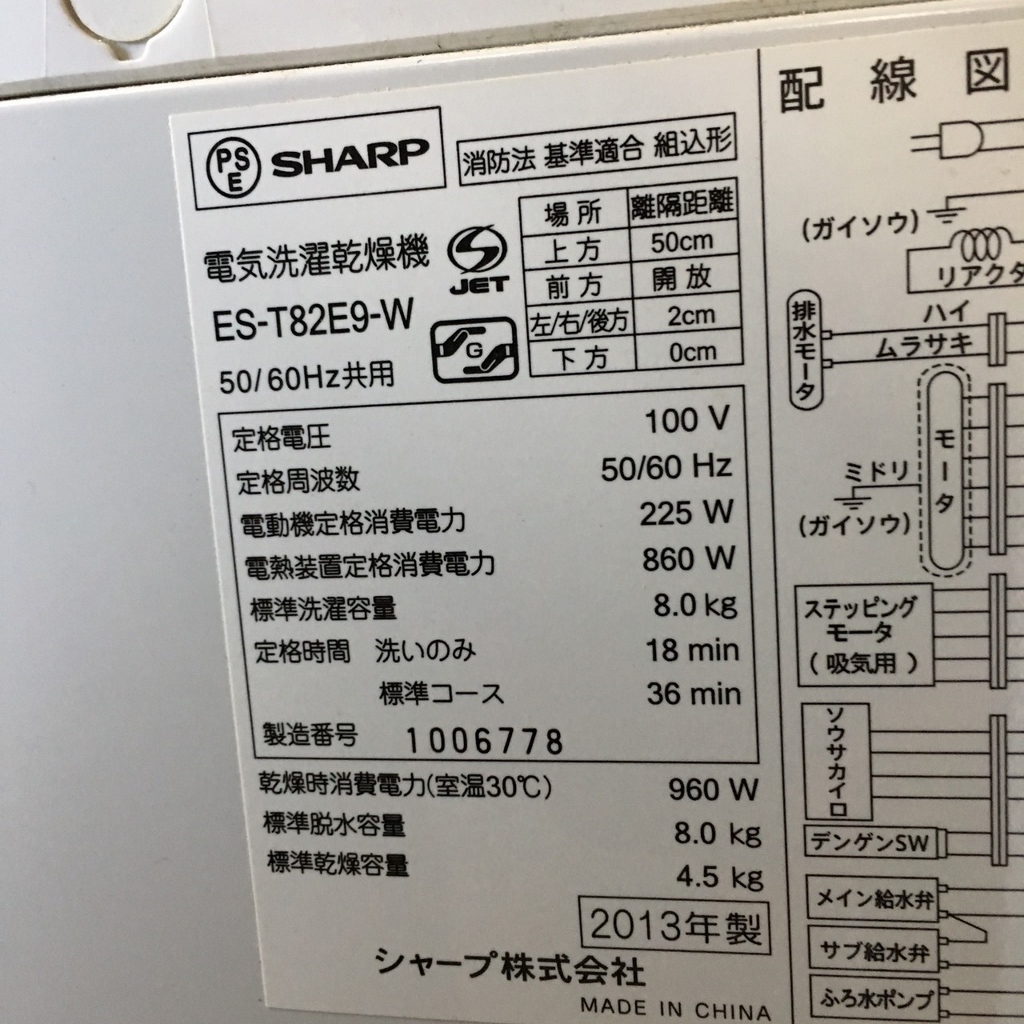 PSE SHARP
消防法 基準適合 組込形
電気洗濯乾燥機
JET
ES-T82E9-W
G
50/60Hz共用
場所 離隔距離
上方 50cm
前方 開放
左/右/後方 2cm
下方 0cm
定格電圧 100 V
定格周波数 50/60 Hz
電動機定格消費電力 225 W
電熱装置定格消費電力 860 W
標準洗濯容量 8.0 kg
定格時間 洗いのみ 18 min
標準コース 36 min
製造番号 1006778
乾燥時消費電力(室温30℃) 960 W
標準脱水容量 8.0 kg
標準乾燥容量 4.5 kg
2013年製
シャープ株式会社
MADE IN CHINA
配線図
(ガイソウ)
リアクタ
ハイ
排水モータ
ムラサキ
モータ
ミドリ
(ガイソウ)
ステッピング
モータ
(吸気用)
ソウサカイロ
デンゲンSW
メイン給水弁
サブ給水弁
ふろ水ポンプ